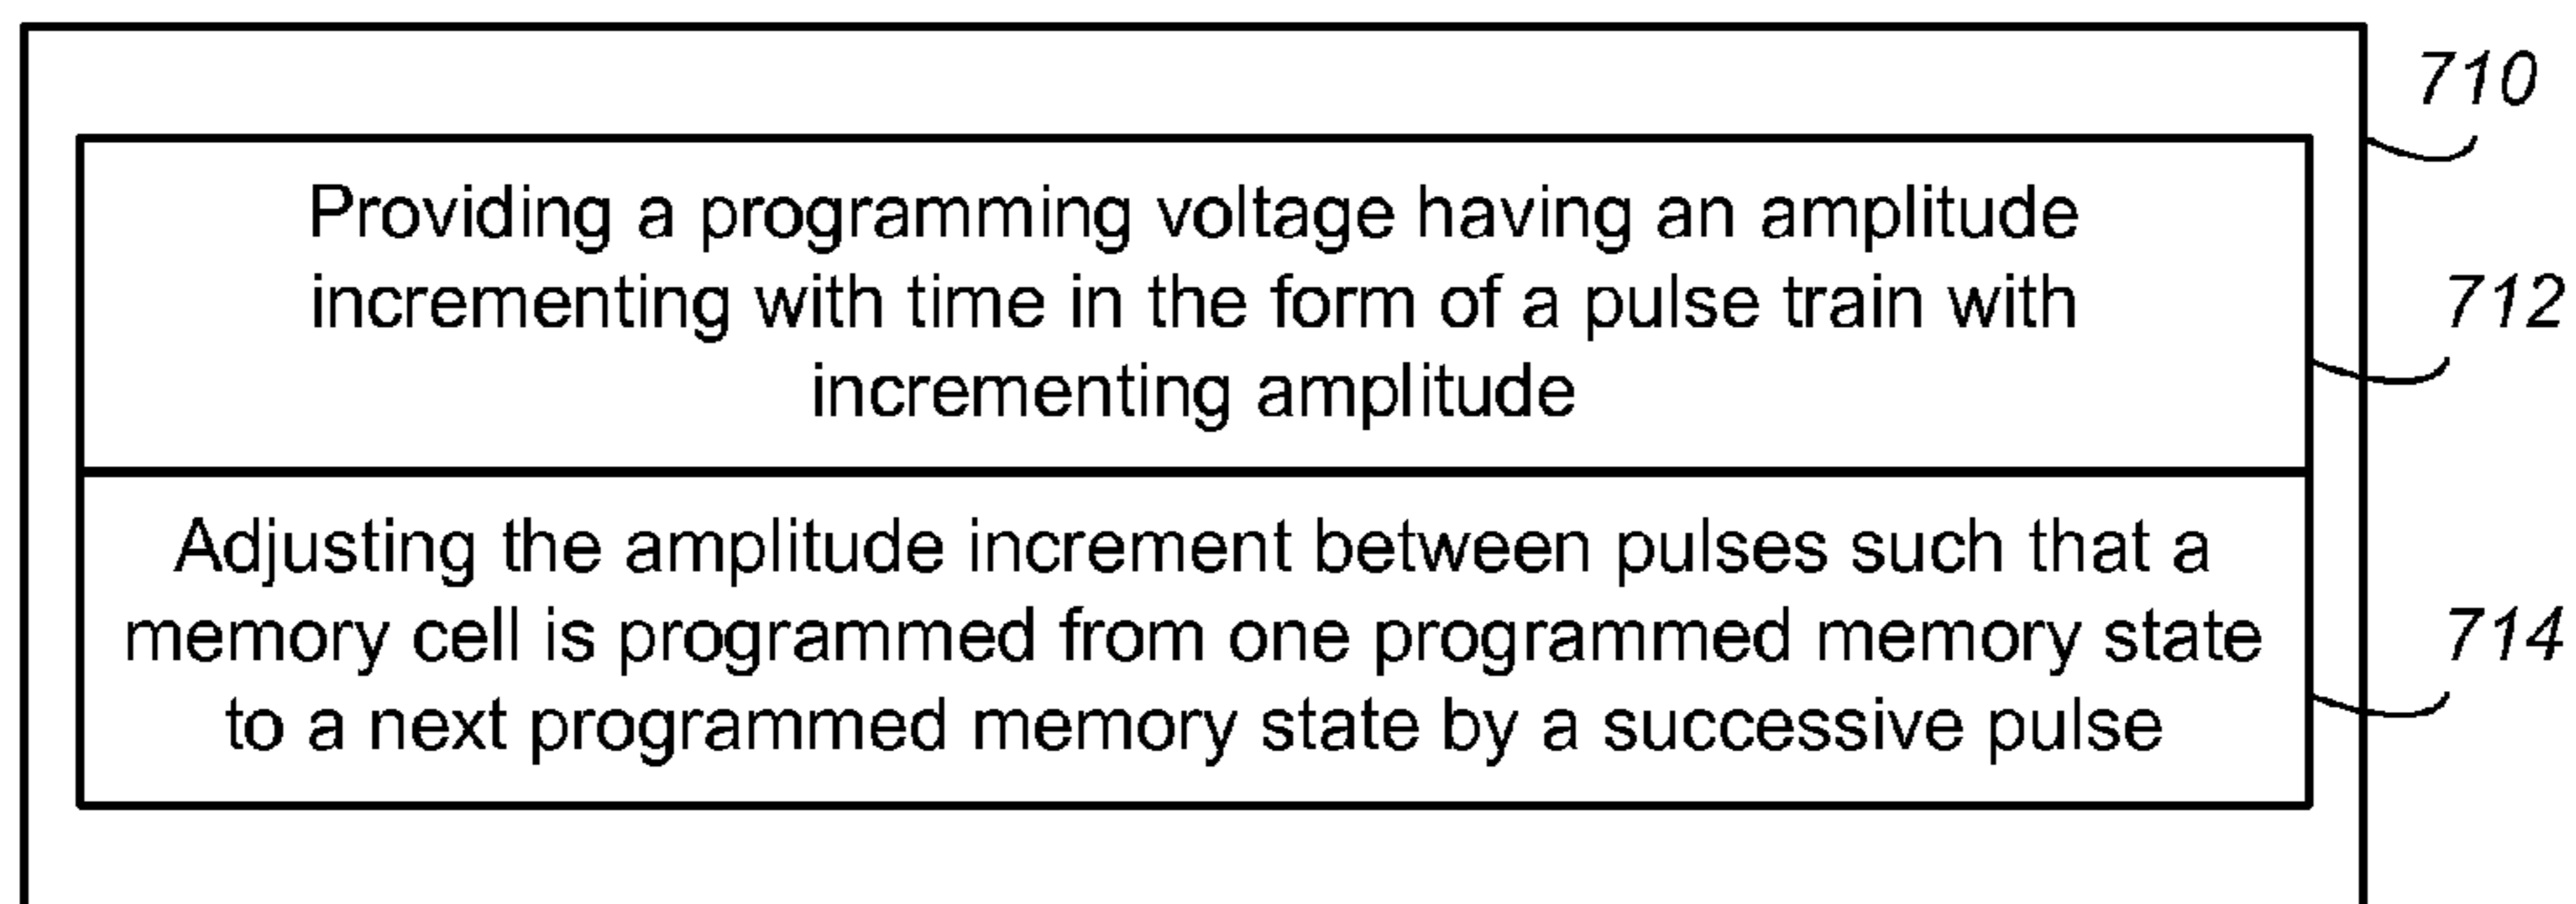 710
Providing a programming voltage having an amplitude
incrementing with time in the form of a pulse train with
incrementing amplitude
712
Adjusting the amplitude increment between pulses such that a
memory cell is programmed from one programmed memory state
to a next programmed memory state by a successive pulse
714